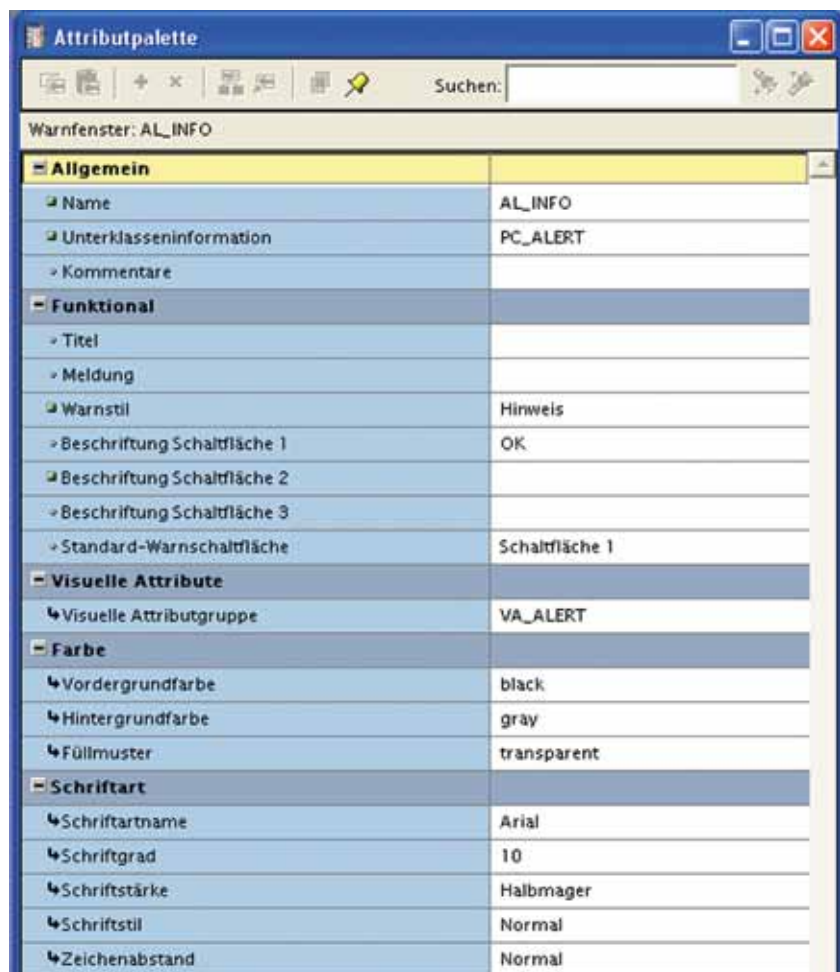 Attributpalette
Suchen:
Warnfenster: AL_INFO
Allgemein
Name AL_INFO
Unterklasseninformation PC_ALERT
Kommentare
Funktional
Titel
Meldung
Warnstil Hinweis
Beschriftung Schaltfläche 1 OK
Beschriftung Schaltfläche 2
Beschriftung Schaltfläche 3
Standard-Warnschaltfläche Schaltfläche 1
Visuelle Attribute
Visuelle Attributgruppe VA_ALERT
Farbe
Vordergrundfarbe black
Hintergrundfarbe gray
Füllmuster transparent
Schriftart
Schriftartname Arial
Schriftgrad 10
Schriftstärke Halbmager
Schriftstil Normal
Zeichenabstand Normal